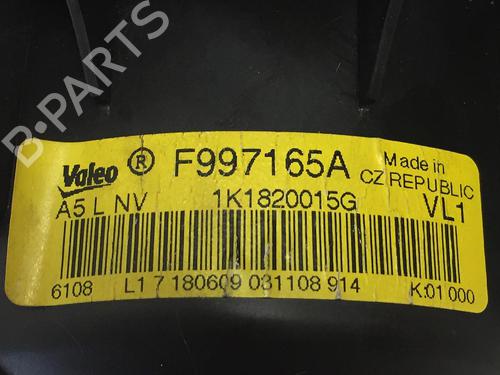 B-PARTS
Valeo ® F997165A Made in
CZ REPUBLIC
A5 L NV 1K1820015G VL1
6108 L1 7 180609 031108 914 K:01 000